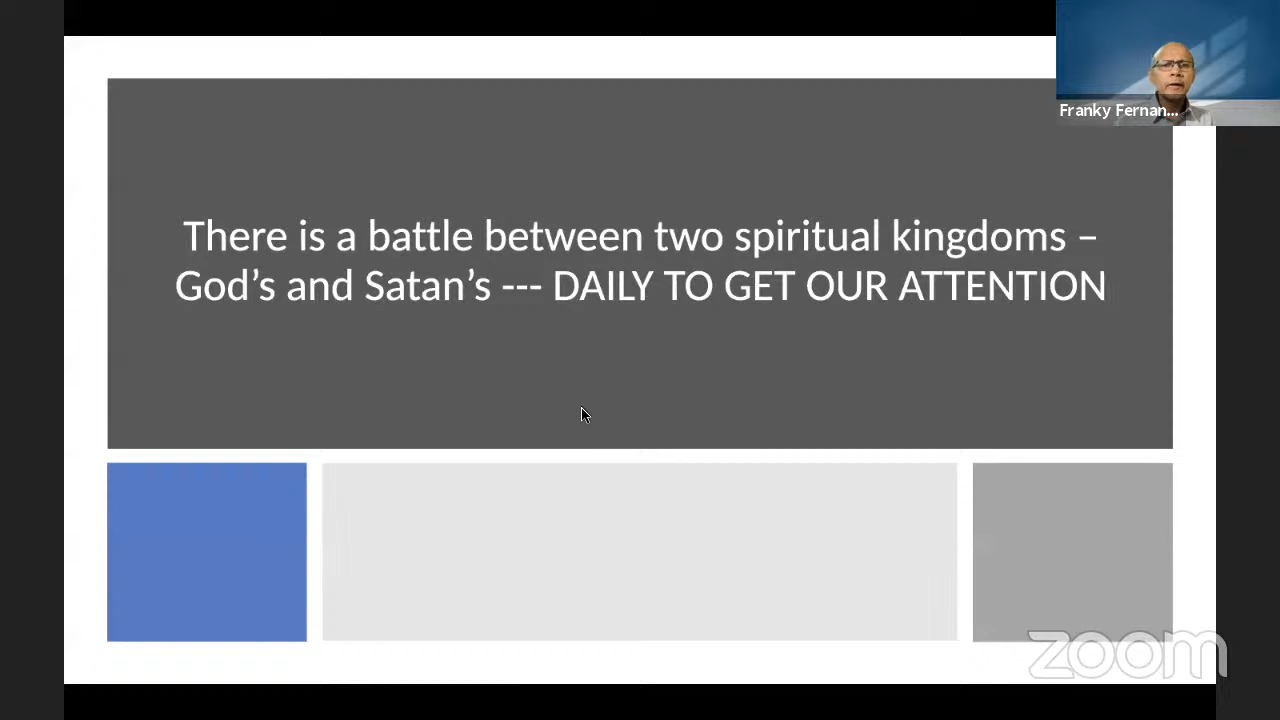 Franky Fernan...
There is a battle between two spiritual kingdoms –
God’s and Satan’s --- DAILY TO GET OUR ATTENTION
zoom